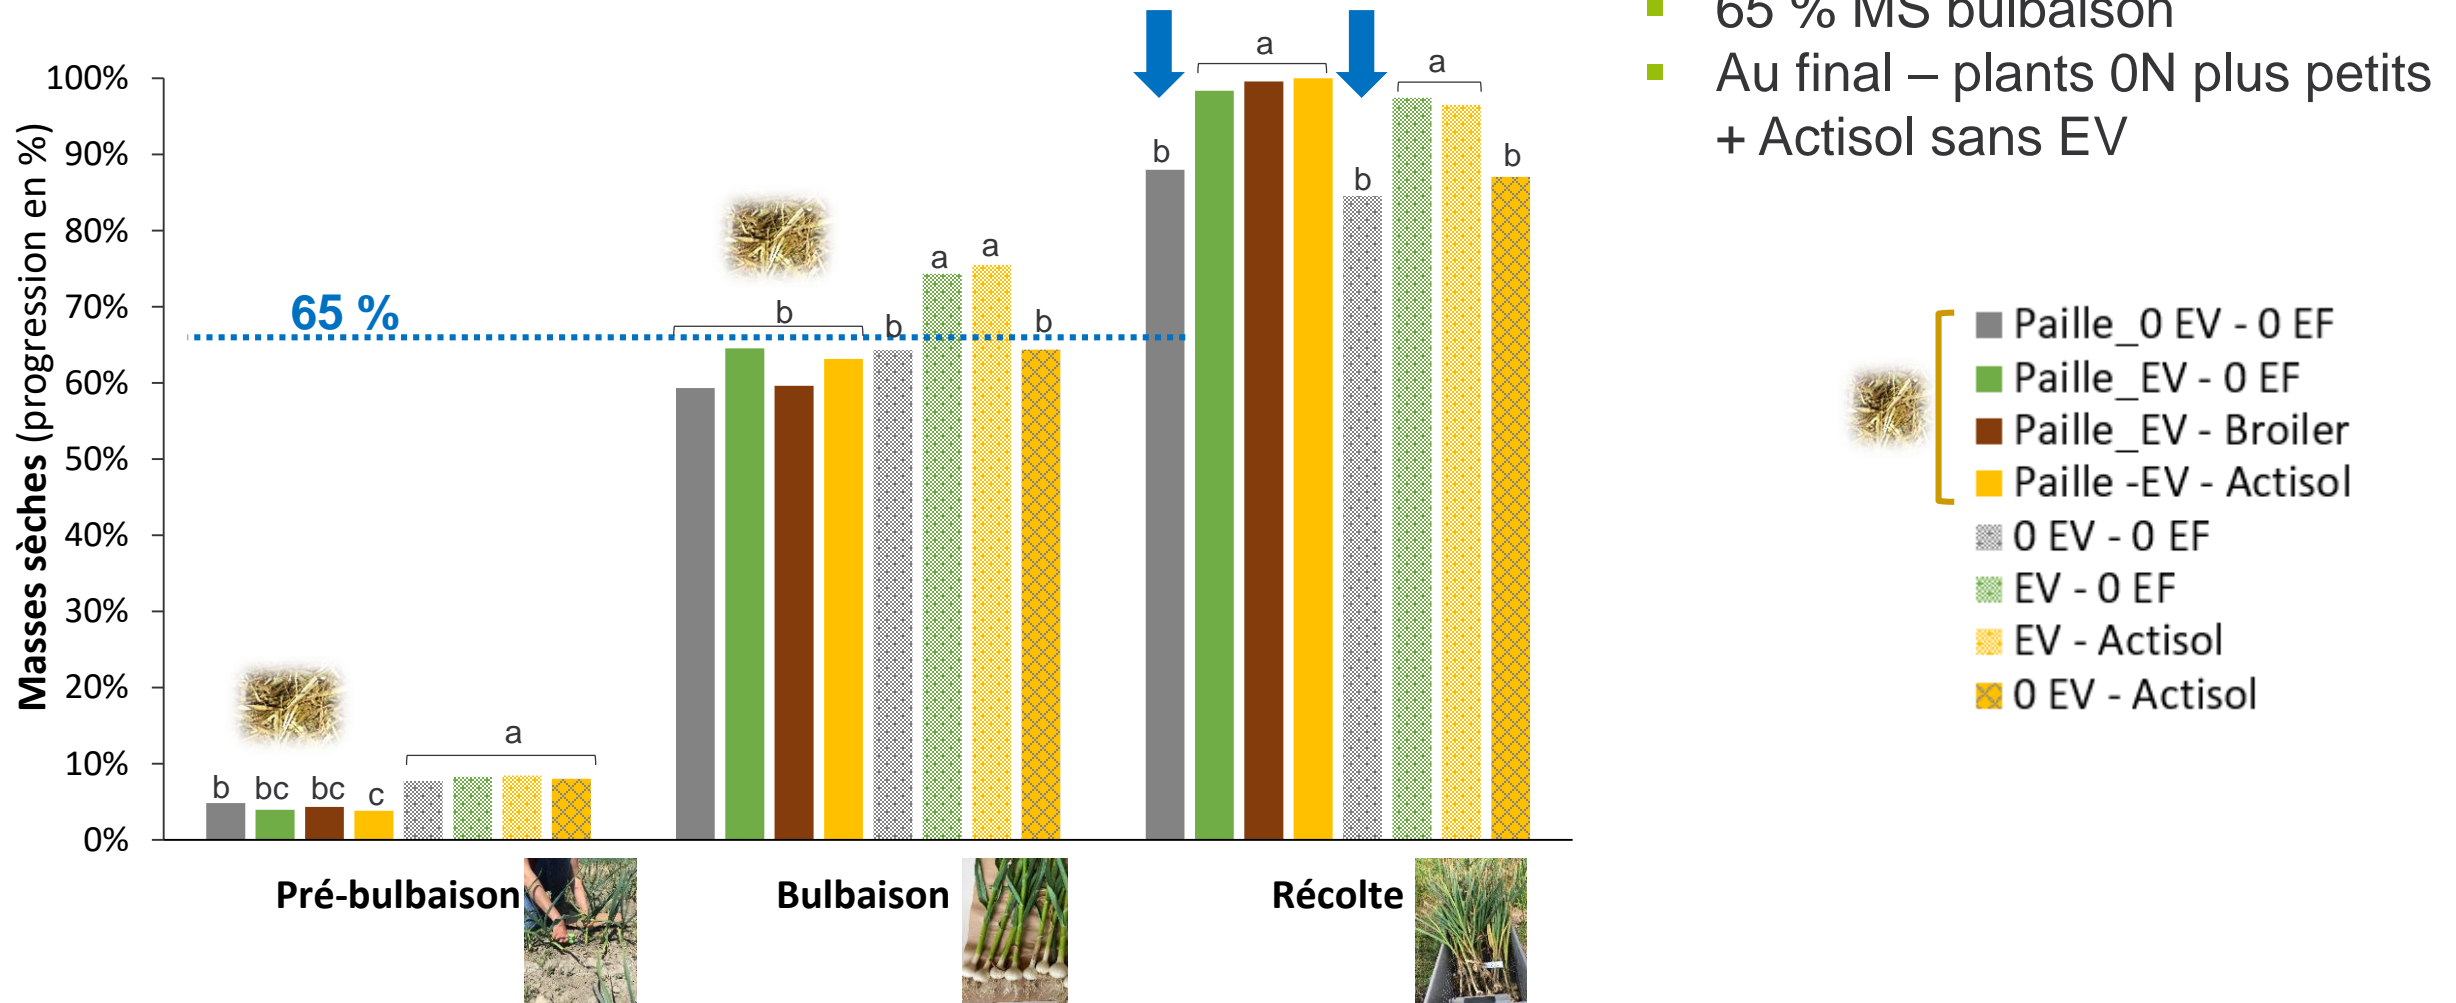 65 % MS bulbaison
Au final – plants 0N plus petits
+ Actisol sans EV
Masses sèches (progression en %)
100%
90%
80%
70%
60%
50%
40%
30%
20%
10%
0%
65 %
b
bc
bc
c
a
b
b
a
a
b
b
a
b
a
b
Pré-bulbaison
Bulbaison
Récolte
Paille_0 EV - 0 EF
Paille_EV - 0 EF
Paille_EV - Broiler
Paille -EV - Actisol
0 EV - 0 EF
EV - 0 EF
EV - Actisol
0 EV - Actisol